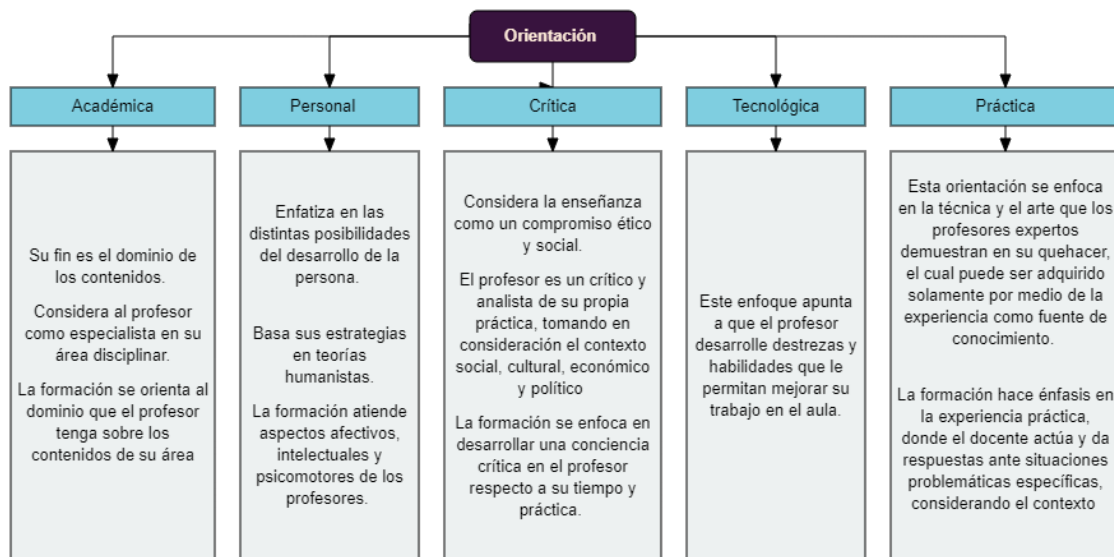 Orientación
Académica
Personal
Crítica
Tecnológica
Práctica
Su fin es el dominio de
los contenidos.
Considera al profesor
como especialista en su
área disciplinar.
La formación se orienta al
dominio que el profesor
tenga sobre los
contenidos de su área
Enfatiza en las
distintas posibilidades
del desarrollo de la
persona.
Basa sus estrategias
en teorías
humanistas.
La formación atiende
aspectos afectivos,
intelectuales y
psicomotores de los
profesores.
Considera la enseñanza
como un compromiso ético
y social.
El profesor es un crítico y
analista de su propia
práctica, tomando en
consideración el contexto
social, cultural, económico
y político
La formación se enfoca en
desarrollar una conciencia
crítica en el profesor
respecto a su tiempo y
práctica.
Este enfoque apunta
a que el profesor
desarrolle destrezas y
habilidades que le
permitan mejorar su
trabajo en el aula.
Esta orientación se enfoca
en la técnica y el arte que los
profesores expertos
demuestran en su quehacer,
el cual puede ser adquirido
solamente por medio de la
experiencia como fuente de
conocimiento.
La formación hace énfasis en
la experiencia práctica,
donde el docente actúa y da
respuestas ante situaciones
problemáticas específicas,
considerando el contexto